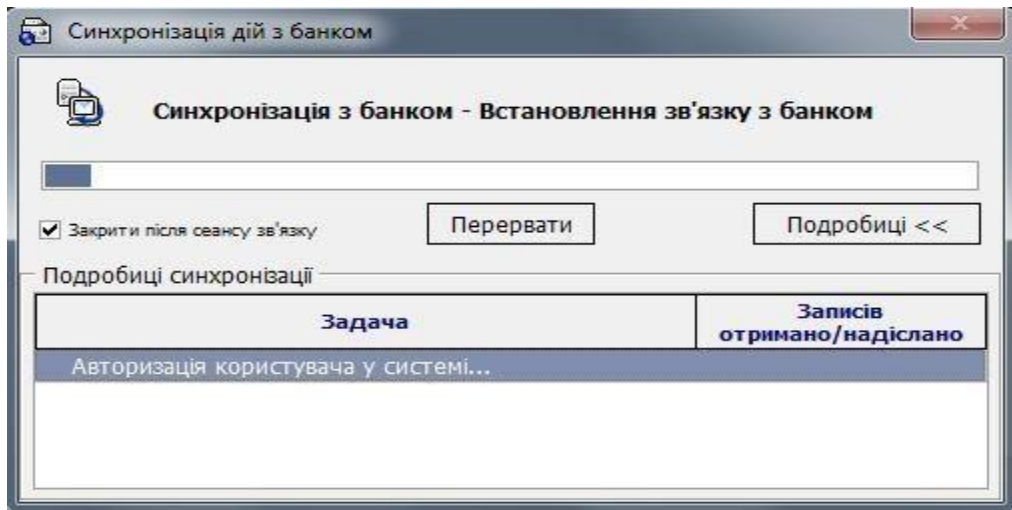 Синхронізація дій з банком
Синхронізація з банком - Встановлення зв'язку з банком
Закрити після сеансу зв'язку
Перервати
Подробиці <<
Подробиці синхронізації
Задача
Записів
отримано/надіслано
Авторизація користувача у системі...